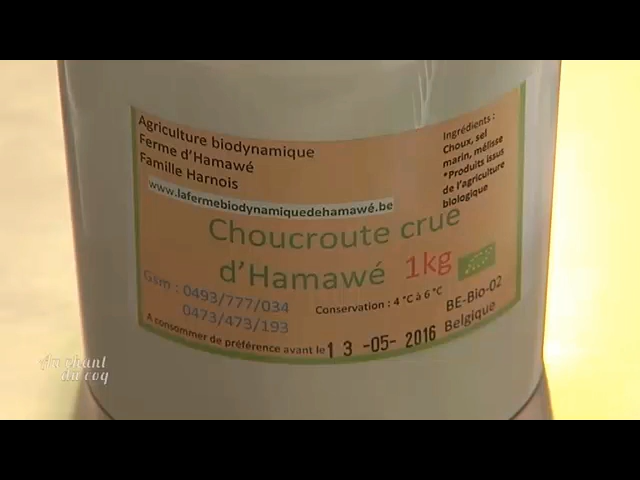 Agriculture biodynamique
Ferme d'Hamawé
Famille Harnois
www.lafermebiodynamiquedehamawé.be
Ingrédients :
Choux, sel
marin, mélisse
*Produits issus
de l'agriculture
biologique
Choucroute crue
d'Hamawé 1kg
Gsm : 0493/777/034
0473/473/193
Conservation : 4 °C à 6 °C
BE-Bio-02
Belgique
A consommer de préférence avant le 1 3 -05- 2016
Au chant
du coq